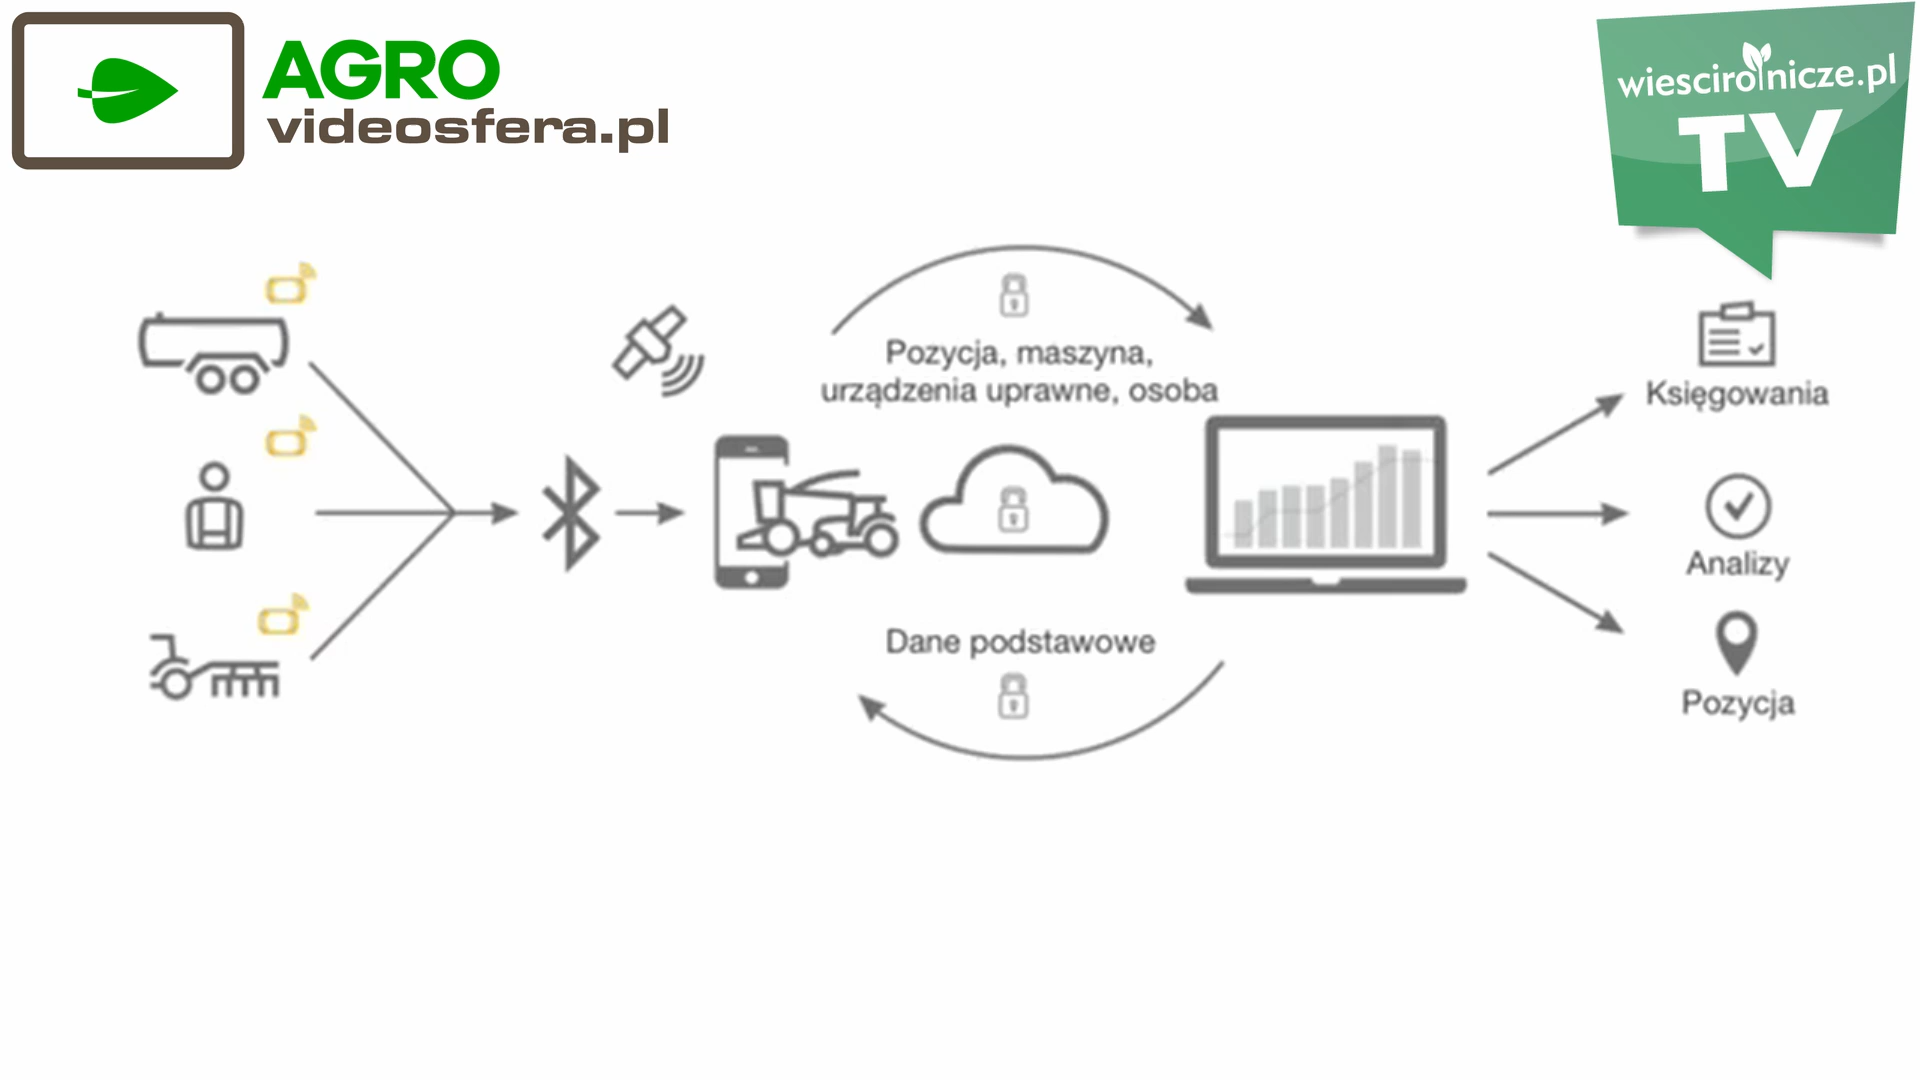 AGRO
videosfera.pl
wiescirolnicze.pl
TV
Pozycja, maszyna,
urządzenia uprawne, osoba
Księgowania
Analizy
Dane podstawowe
Pozycja